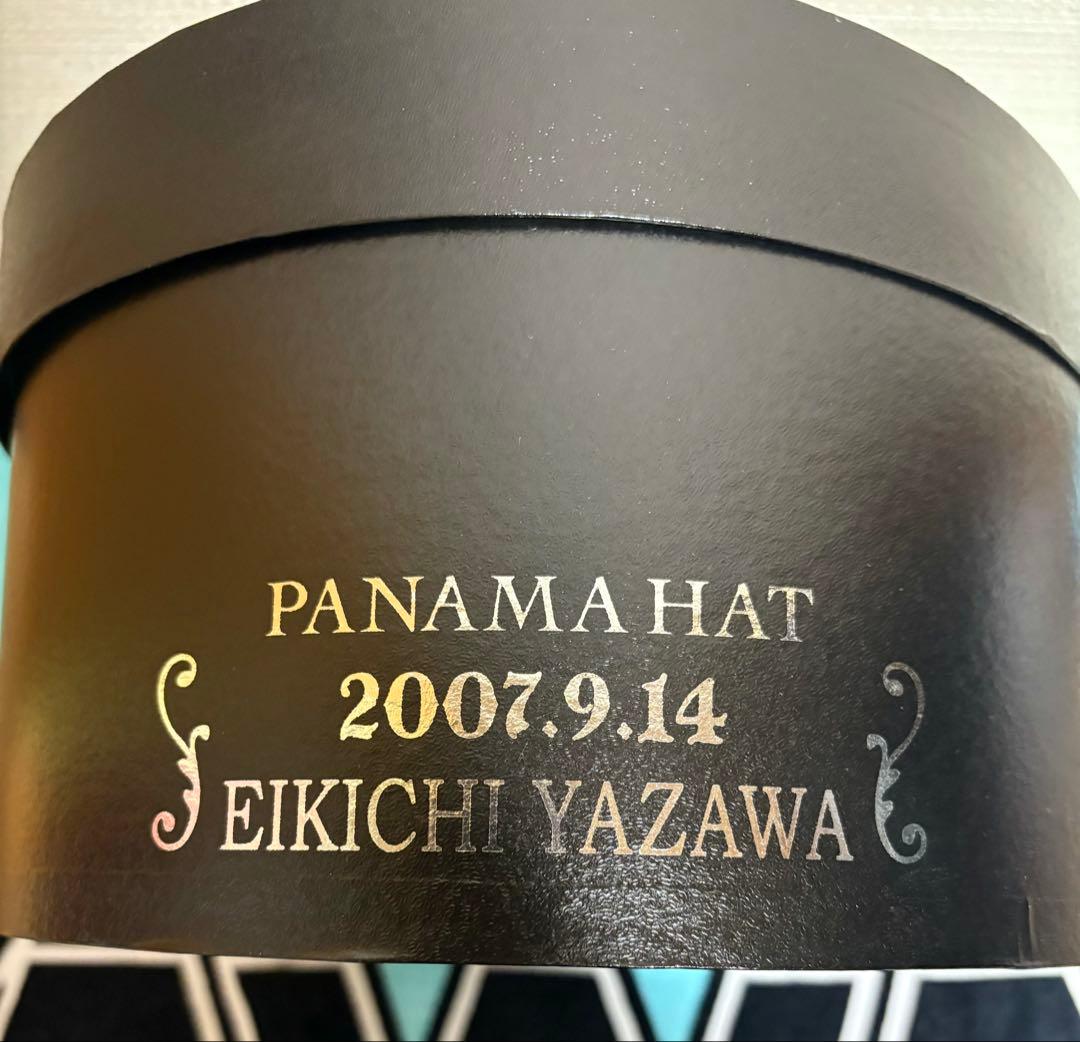 PANAMA HAT
2007.9.14
EIKICHI YAZAWA